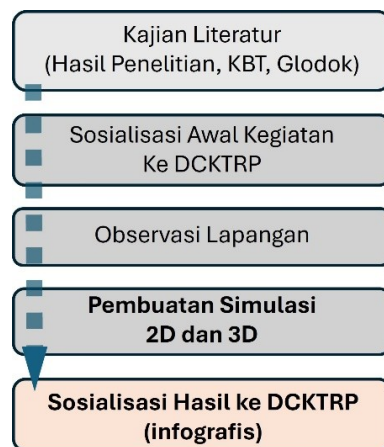 Kajian Literatur
(Hasil Penelitian, KBT, Glodok)
Sosialisasi Awal Kegiatan
Ke DCKTRP
Observasi Lapangan
Pembuatan Simulasi
2D dan 3D
Sosialisasi Hasil ke DCKTRP
(infografis)